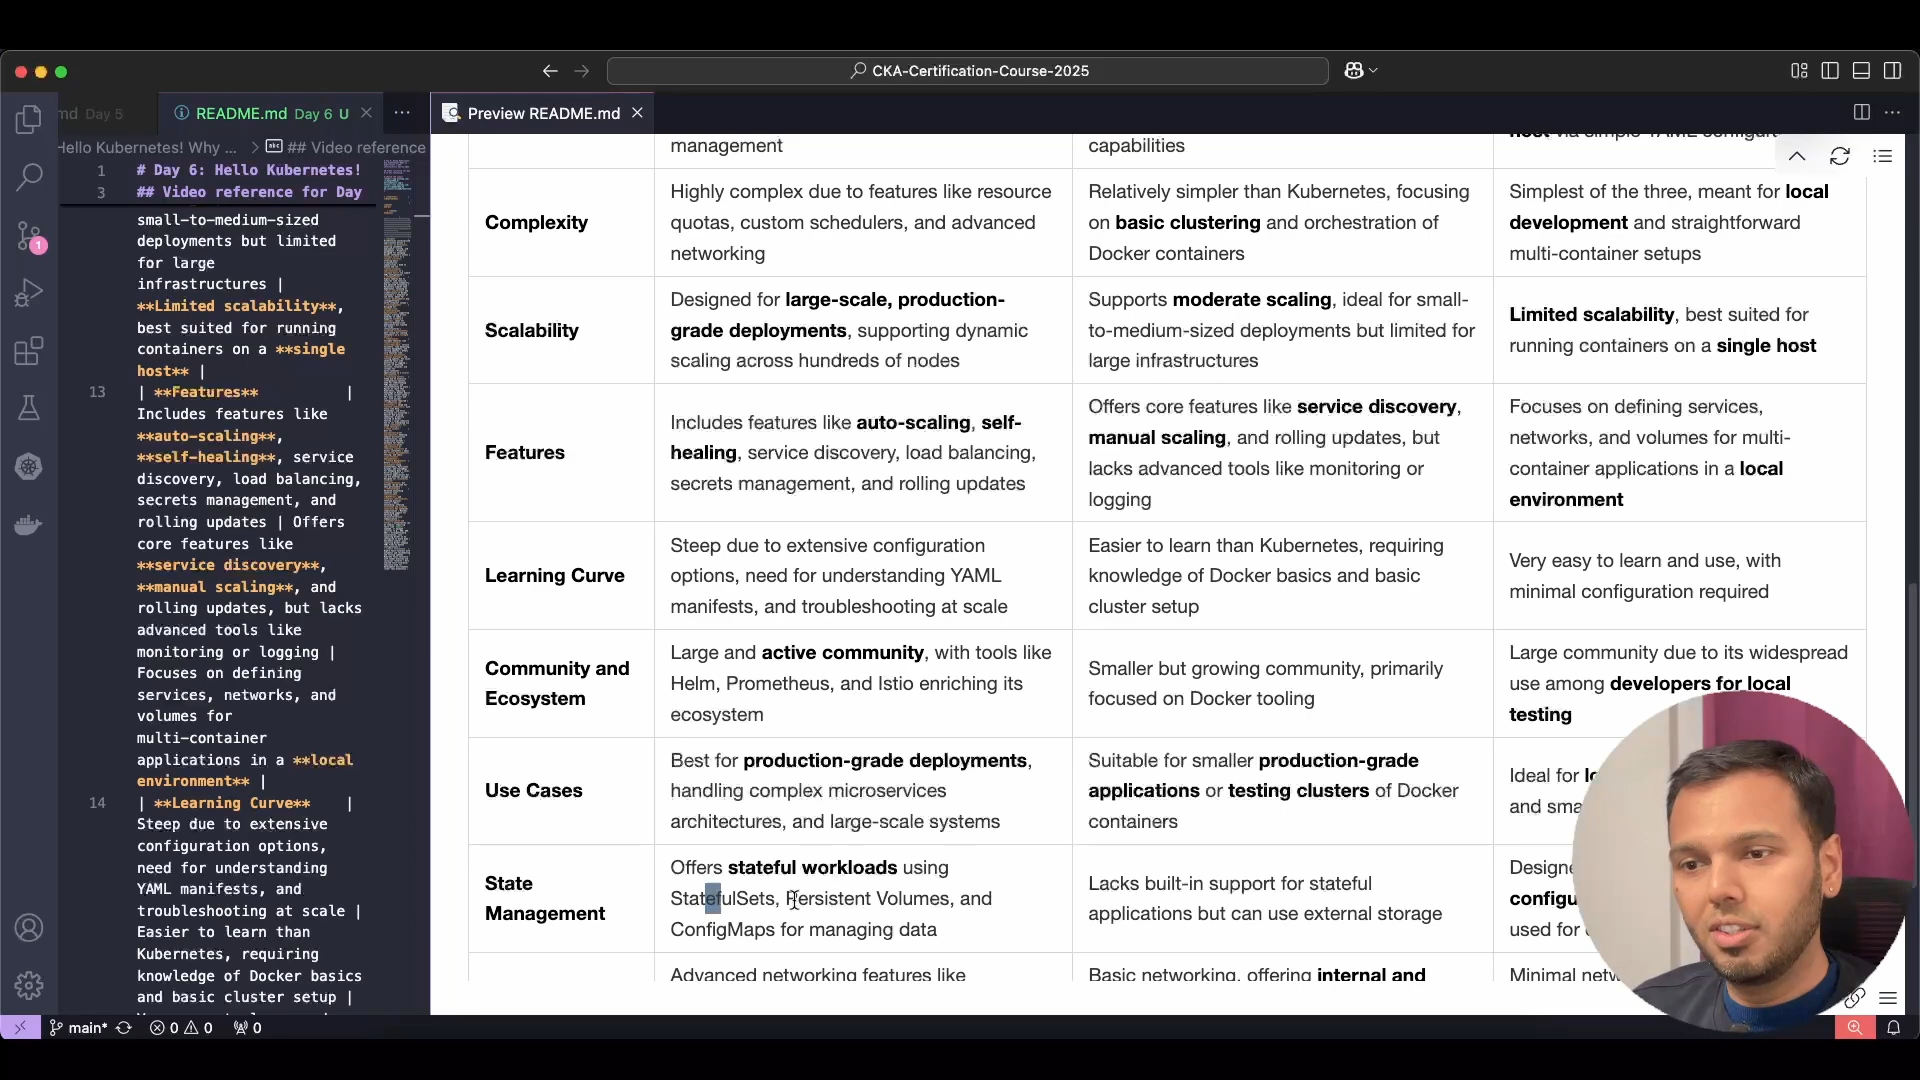 CKA-Certification-Course-2025
md Day 5
README.md Day 6 U
Preview README.md
Hello Kubernetes! Why ... > ## Video reference
1 # Day 6: Hello Kubernetes!
3 ## Video reference for Day
small-to-medium-sized
deployments but limited
for large
infrastructures |
**Limited scalability**,
best suited for running
containers on a **single
host** |
13 | **Features** |
Includes features like
**auto-scaling**,
**self-healing**, service
discovery, load balancing,
secrets management, and
rolling updates | Offers
core features like
**service discovery**,
**manual scaling**, and
rolling updates, but lacks
advanced tools like
monitoring or logging |
Focuses on defining
services, networks, and
volumes for
multi-container
applications in a **local
environment** |
14 | **Learning Curve** |
Steep due to extensive
configuration options,
need for understanding
YAML manifests, and
troubleshooting at scale |
Easier to learn than
Kubernetes, requiring
knowledge of Docker basics
and basic cluster setup |
management
capabilities
Complexity
Highly complex due to features like resource
quotas, custom schedulers, and advanced
networking
Relatively simpler than Kubernetes, focusing
on basic clustering and orchestration of
Docker containers
Simplest of the three, meant for local
development and straightforward
multi-container setups
Scalability
Designed for large-scale, production-
grade deployments, supporting dynamic
scaling across hundreds of nodes
Supports moderate scaling, ideal for small-
to-medium-sized deployments but limited for
large infrastructures
Limited scalability, best suited for
running containers on a single host
Features
Includes features like auto-scaling, self-
healing, service discovery, load balancing,
secrets management, and rolling updates
Offers core features like service discovery,
manual scaling, and rolling updates, but
lacks advanced tools like monitoring or
logging
Focuses on defining services,
networks, and volumes for multi-
container applications in a local
environment
Learning Curve
Steep due to extensive configuration
options, need for understanding YAML
manifests, and troubleshooting at scale
Easier to learn than Kubernetes, requiring
knowledge of Docker basics and basic
cluster setup
Very easy to learn and use, with
minimal configuration required
Community and
Ecosystem
Large and active community, with tools like
Helm, Prometheus, and Istio enriching its
ecosystem
Smaller but growing community, primarily
focused on Docker tooling
Large community due to its widespread
use among developers for local
testing
Use Cases
Best for production-grade deployments,
handling complex microservices
architectures, and large-scale systems
Suitable for smaller production-grade
applications or testing clusters of Docker
containers
Ideal for
and
State
Management
Offers stateful workloads using
StatefulSets, Persistent Volumes, and
ConfigMaps for managing data
Lacks built-in support for stateful
applications but can use external storage
used for
Advanced networking features like
Basic networking, offering internal and
Minimal
1
main* 0 0 0